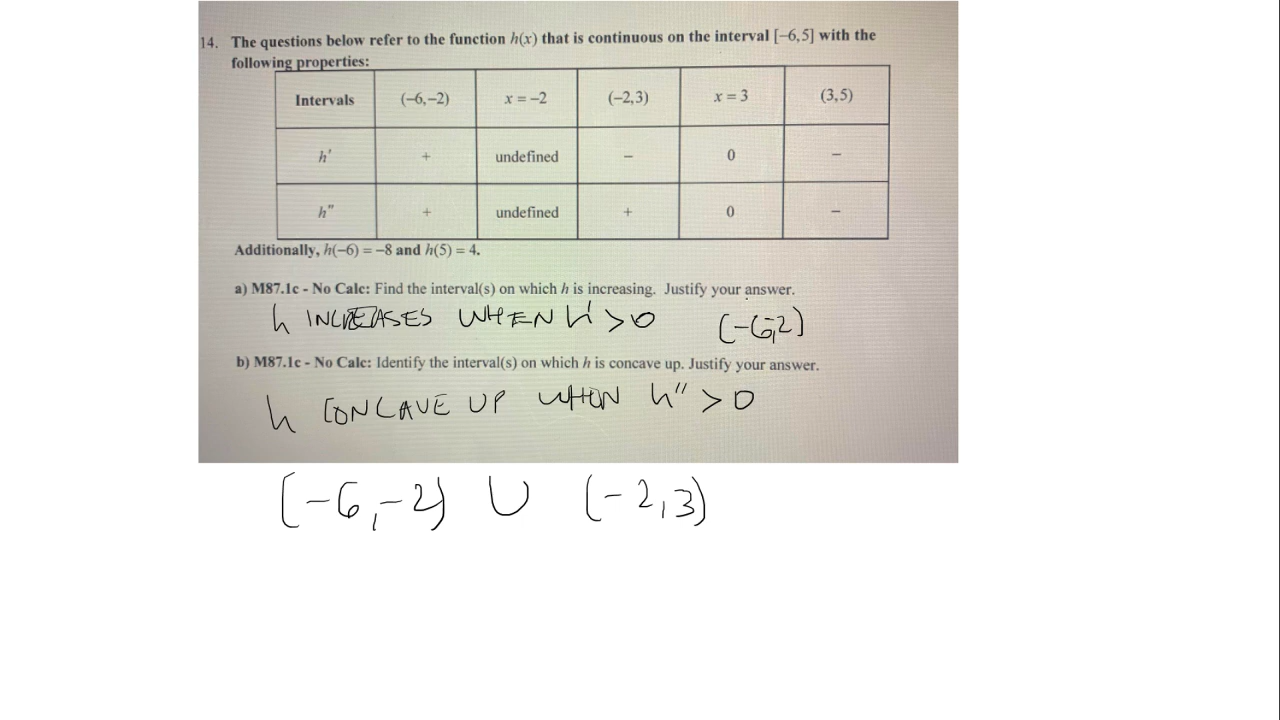 14. The questions below refer to the function h(x) that is continuous on the interval [−6,5] with the
following properties:
Intervals (−6,−2) x = −2 (−2,3) x = 3 (3,5)
h' + undefined − 0 −
h" + undefined + 0 −
Additionally, h(−6) = −8 and h(5) = 4.
a) M87.1c - No Calc: Find the interval(s) on which h is increasing. Justify your answer.
h INCREASES WHEN h' > 0 (-6,-2)
b) M87.1c - No Calc: Identify the interval(s) on which h is concave up. Justify your answer.
h CONCAVE UP WHEN h" > 0
(-6,-2) U (-2,3)